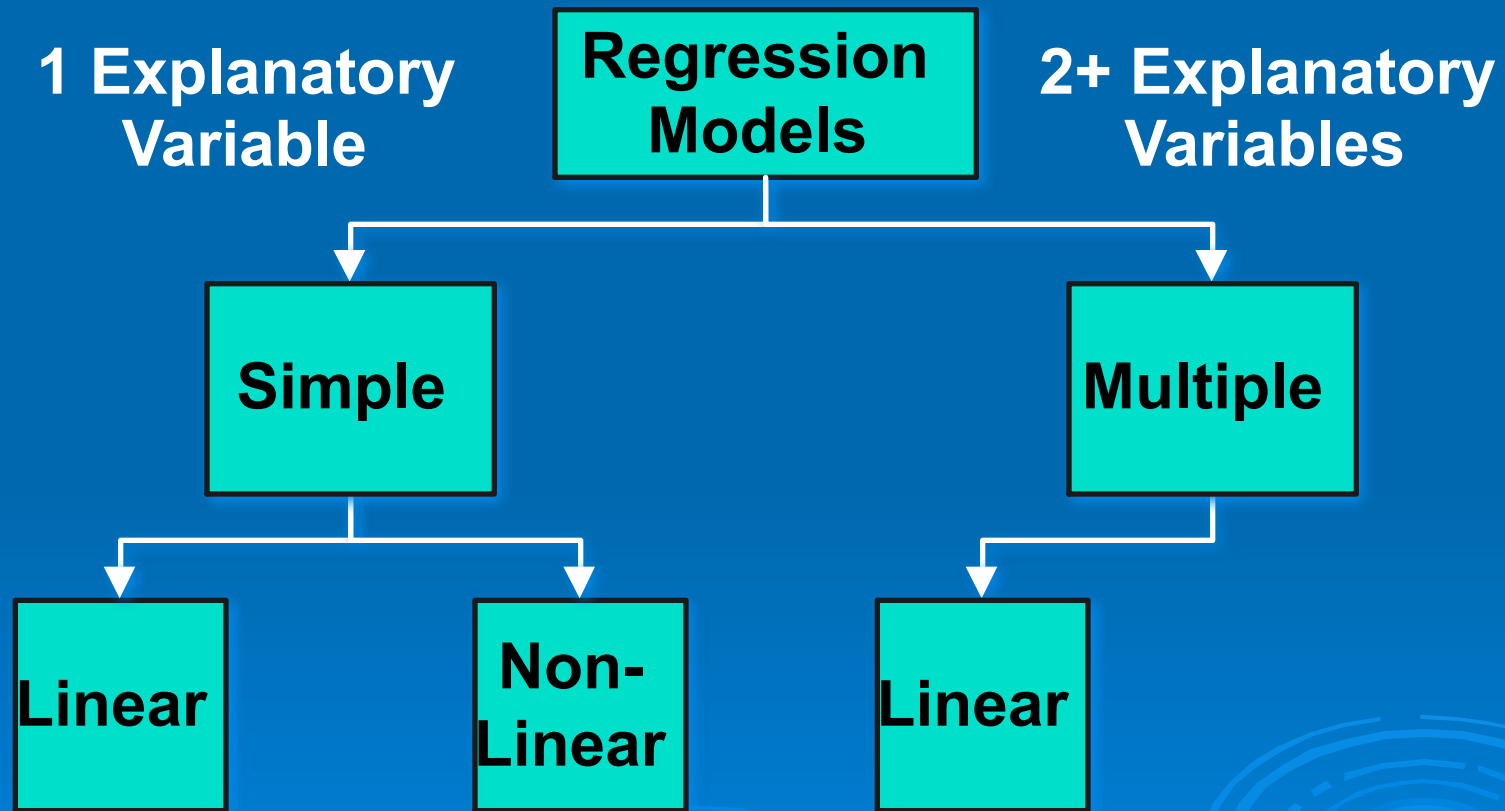 1 Explanatory
Variable
Regression
Models
2+ Explanatory
Variables
Simple
Multiple
Linear
Non-
Linear
Linear